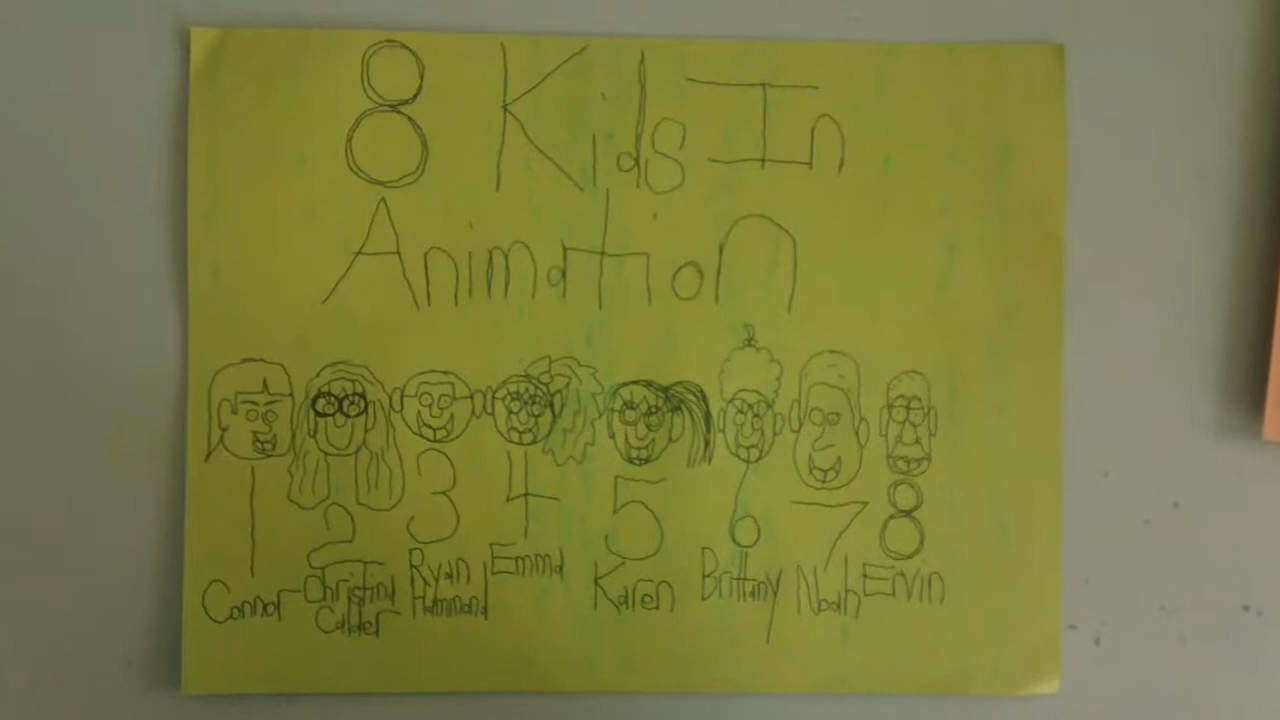 8 Kids In
Animation
1 2 3 4 5 6 7 8
Connor Christina Calder Ryan Hammond Emma Karen Brittany Noah Ervin